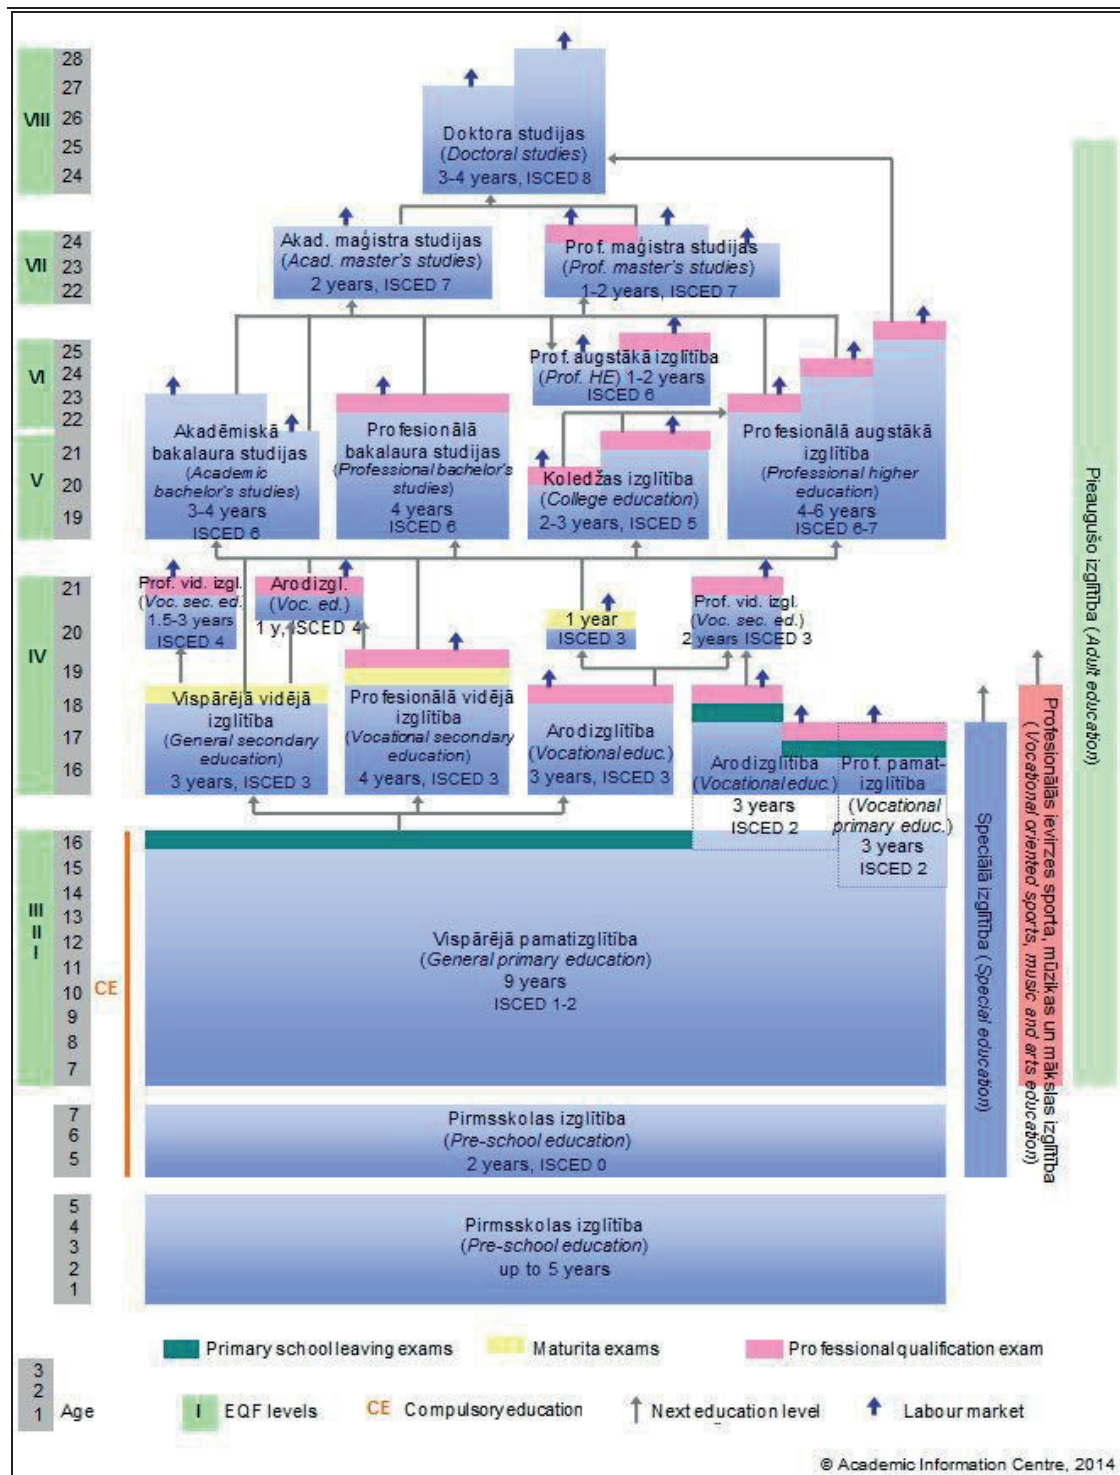 28
27
26
25
24
VIII
Doktora studijas
(Doctoral studies)
3-4 years, ISCED 8
24
23
22
VII
Akad. maģistra studijas
(Acad. master's studies)
2 years, ISCED 7
Prof. maģistra studijas
(Prof. master's studies)
1-2 years, ISCED 7
25
24
23
22
VI
Prof. augstākā izglītība
(Prof. HE) 1-2 years
ISCED 6
21
20
19
V
Akadēmiskā
bakalaura studijas
(Academic
bachelor's studies)
3-4 years
ISCED 6
Profesionālā
bakalaura studijas
(Professional bachelor's
studies)
4 years
ISCED 6
Koledžas izglītība
(College education)
2-3 years, ISCED 5
Profesionālā augstākā
izglītība
(Professional higher
education)
4-6 years
ISCED 6-7
21
20
19
18
17
16
IV
Prof. vid. izgl.
(Voc. sec. ed.)
1.5-3 years
ISCED 4
Arodizgl.
(Voc. ed.)
1 y, ISCED 4
1 year
ISCED 3
Prof. vid. izgl.
(Voc. sec. ed.)
2 years ISCED 3
Vispārējā vidējā
izglītība
(General secondary
education)
3 years, ISCED 3
Profesionālā vidējā
izglītība
(Vocational secondary
education)
4 years, ISCED 3
Arodizglītība
(Vocational educ.)
3 years, ISCED 3
Arodizglītība
(Vocational educ.)
3 years
ISCED 2
Prof. pamat-
izglītība
(Vocational
primary educ.)
3 years
ISCED 2
16
15
14
13
12
11
10
9
8
7
III
II
I
CE
Vispārējā pamatizglītība
(General primary education)
9 years
ISCED 1-2
7
6
5
Pirmsskolas izglītība
(Pre-school education)
2 years, ISCED 0
5
4
3
2
1
Pirmsskolas izglītība
(Pre-school education)
up to 5 years
Speciālā izglītība (Special education)
Profesionālās ievirzes sporta, mūzikas un mākslas izglītība
(Vocational oriented sports, music and arts education)
Pieaugušo izglītība (Adult education)
Primary school leaving exams
Maturita exams
Professional qualification exam
3
2
1
Age
I EQF levels
CE Compulsory education
Next education level
Labour market
© Academic Information Centre, 2014